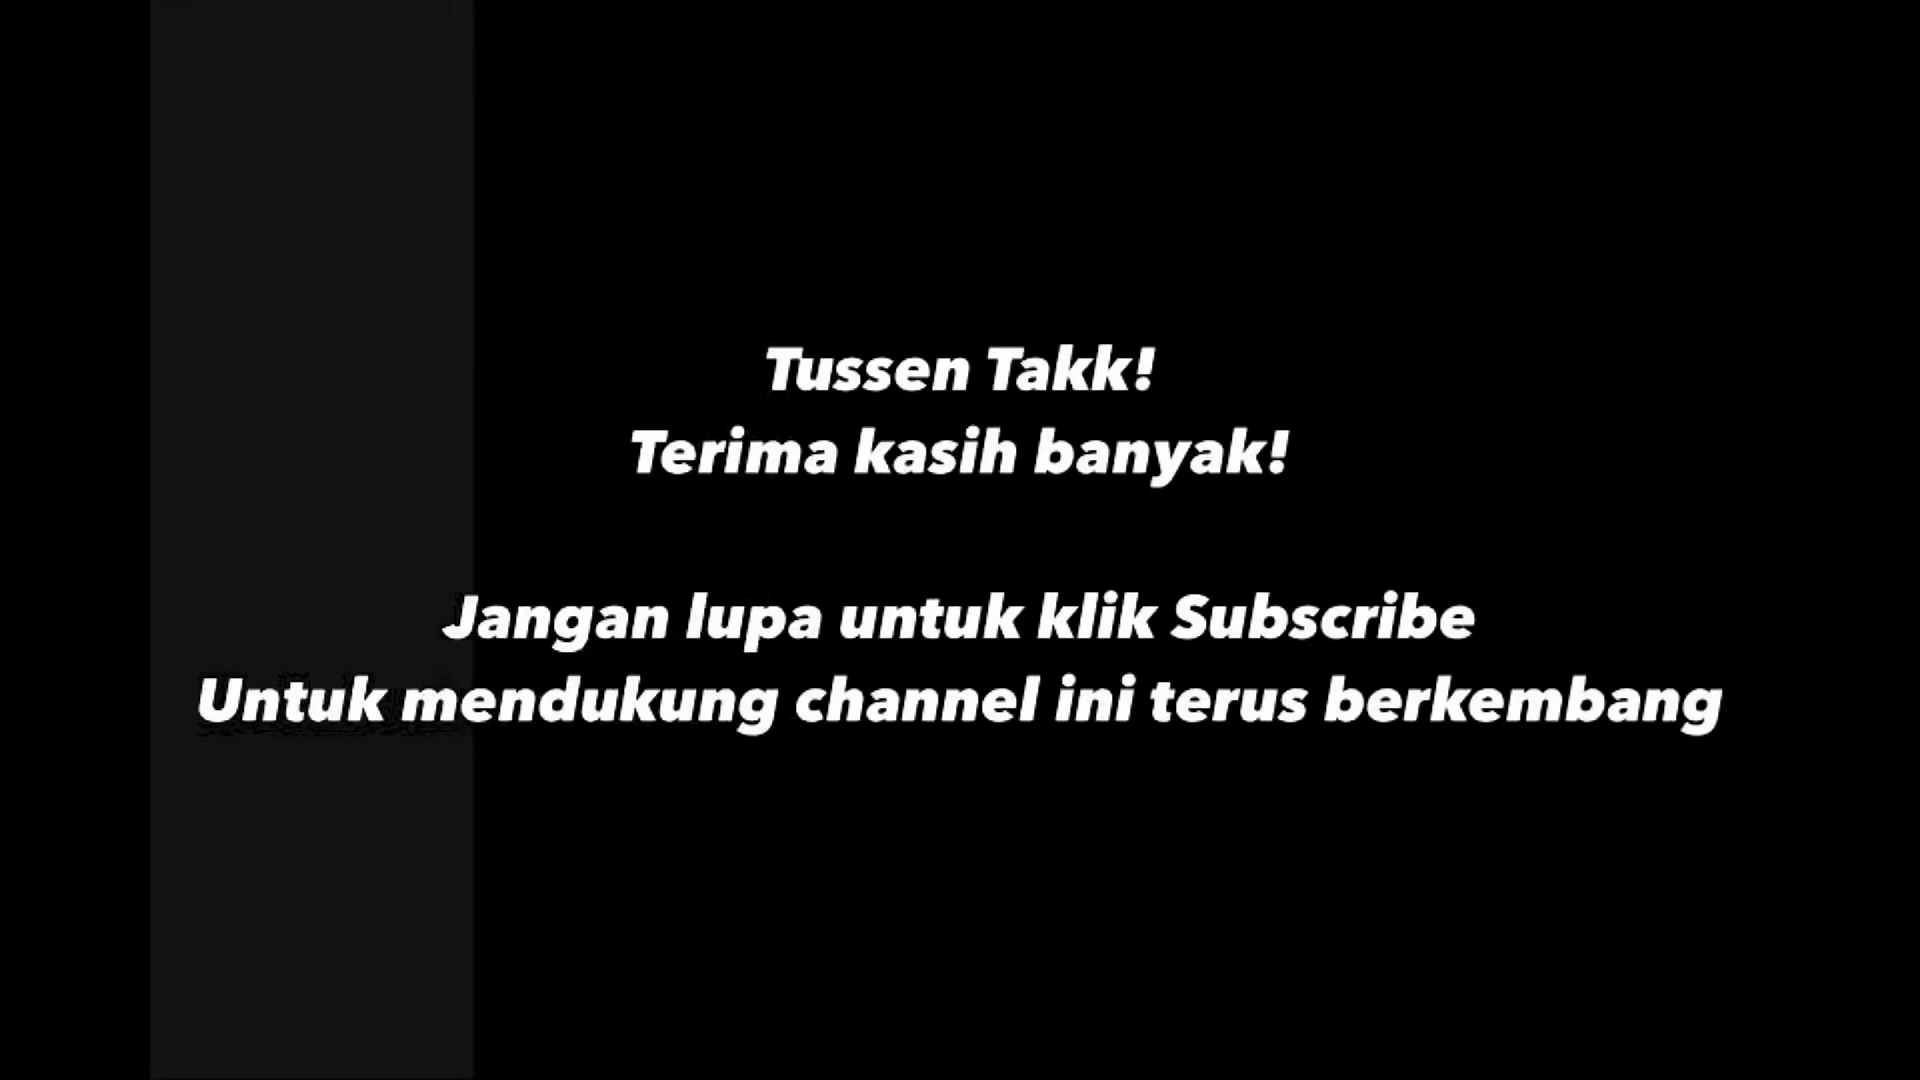 Tussen Takk!
Terima kasih banyak!
Jangan lupa untuk klik Subscribe
Untuk mendukung channel ini terus berkembang